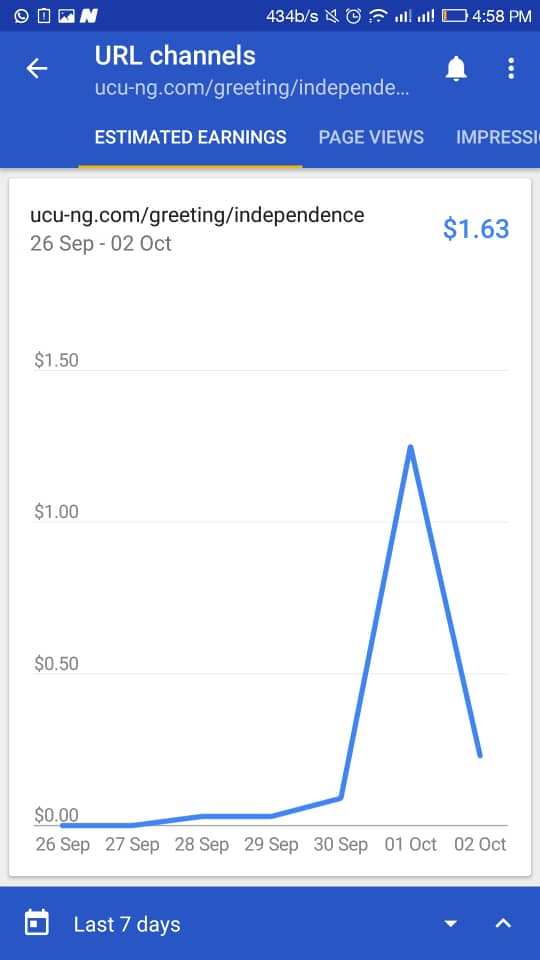 434b/s 4:58 PM
URL channels
ucu-ng.com/greeting/independe...
ESTIMATED EARNINGS PAGE VIEWS IMPRESSI
ucu-ng.com/greeting/independence
$1.63
26 Sep - 02 Oct
$1.50
$1.00
$0.50
$0.00
26 Sep 27 Sep 28 Sep 29 Sep 30 Sep 01 Oct 02 Oct
Last 7 days